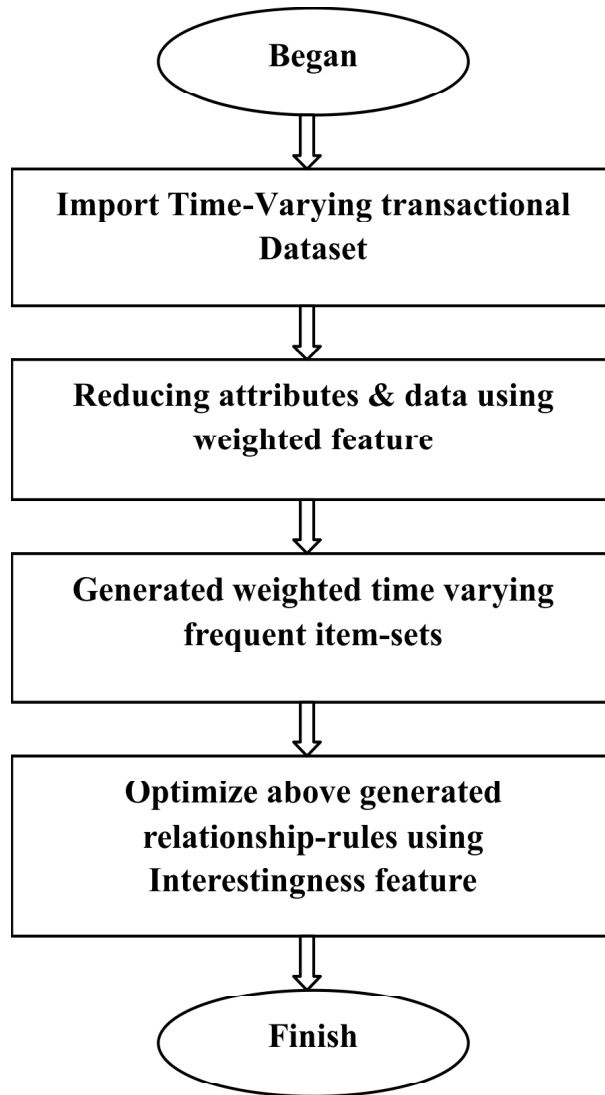 Began
Import Time-Varying transactional
Dataset
Reducing attributes & data using
weighted feature
Generated weighted time varying
frequent item-sets
Optimize above generated
relationship-rules using
Interestingness feature
Finish